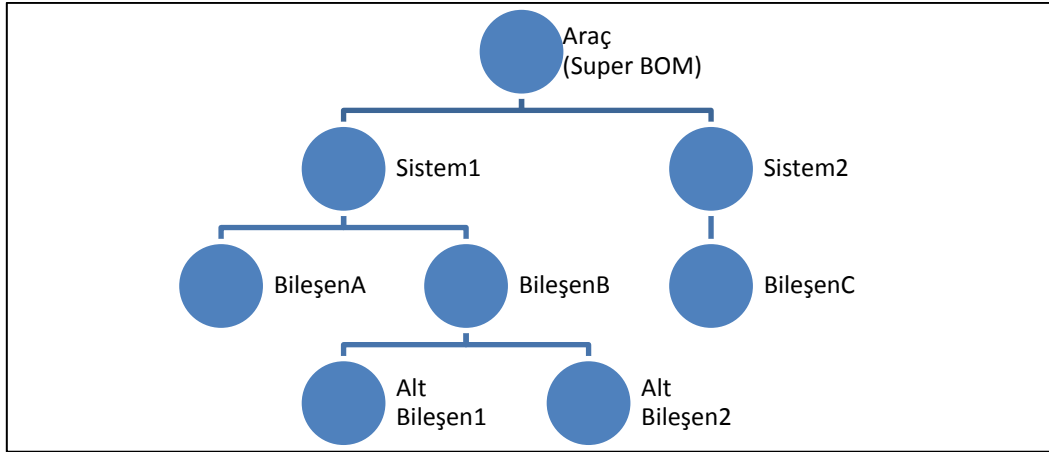 Araç
(Super BOM)
Sistem1
Sistem2
BileşenA
BileşenB
BileşenC
Alt
Bileşen1
Alt
Bileşen2